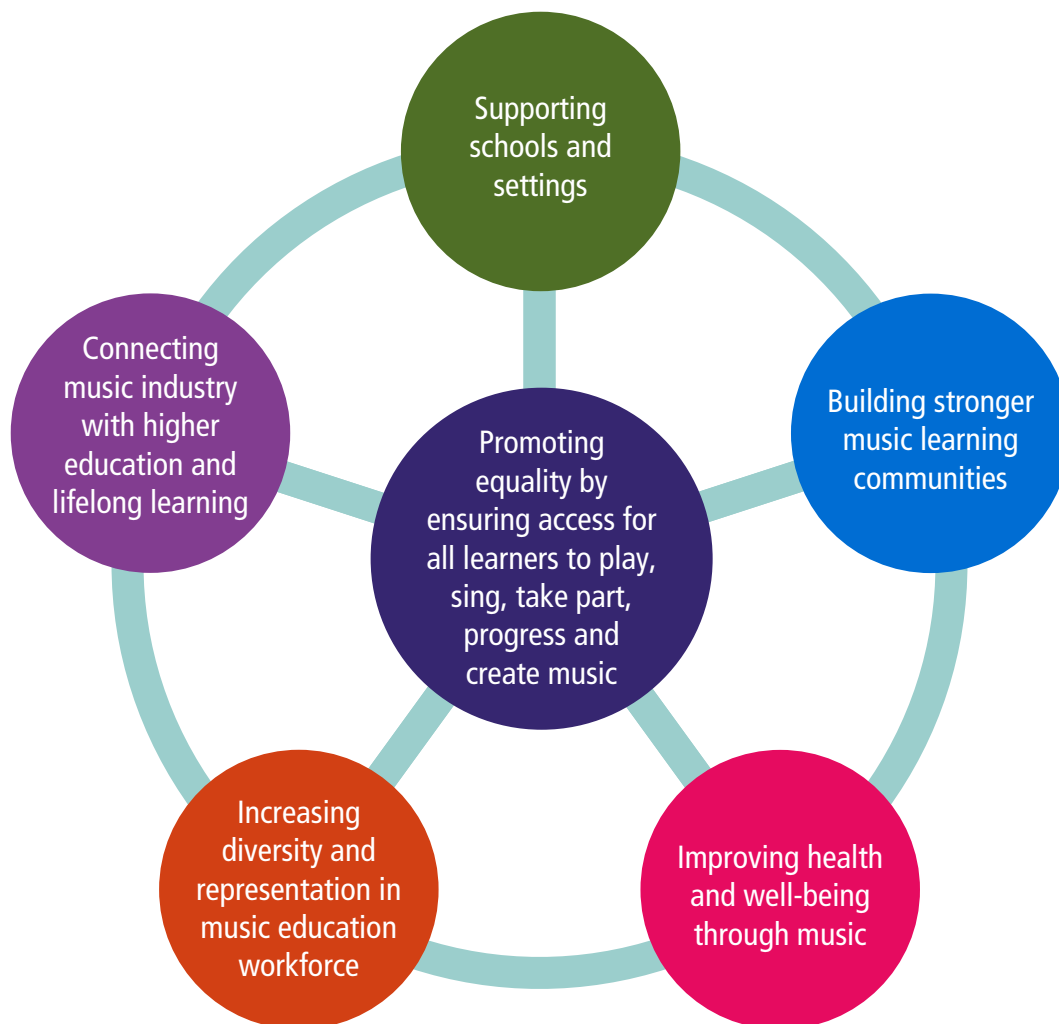 Supporting
schools and
settings
Building stronger
music learning
communities
Improving health
and well-being
through music
Increasing
diversity and
representation in
music education
workforce
Connecting
music industry
with higher
education and
lifelong learning
Promoting
equality by
ensuring access for
all learners to play,
sing, take part,
progress and
create music